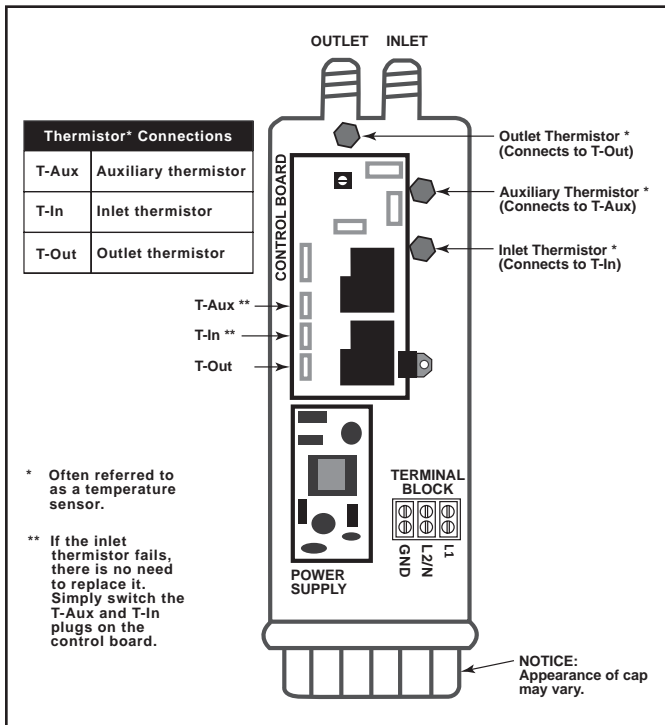 OUTLET INLET
Thermistor* Connections
T-Aux Auxiliary thermistor
T-In Inlet thermistor
T-Out Outlet thermistor
CONTROL BOARD
Outlet Thermistor *
(Connects to T-Out)
Auxiliary Thermistor *
(Connects to T-Aux)
Inlet Thermistor *
(Connects to T-In)
T-Aux **
T-In **
T-Out
* Often referred to
as a temperature
sensor.
** If the inlet
thermistor fails,
there is no need
to replace it.
Simply switch the
T-Aux and T-In
plugs on the
control board.
POWER
SUPPLY
TERMINAL
BLOCK
GND
L2/N
L1
NOTICE:
Appearance of cap
may vary.